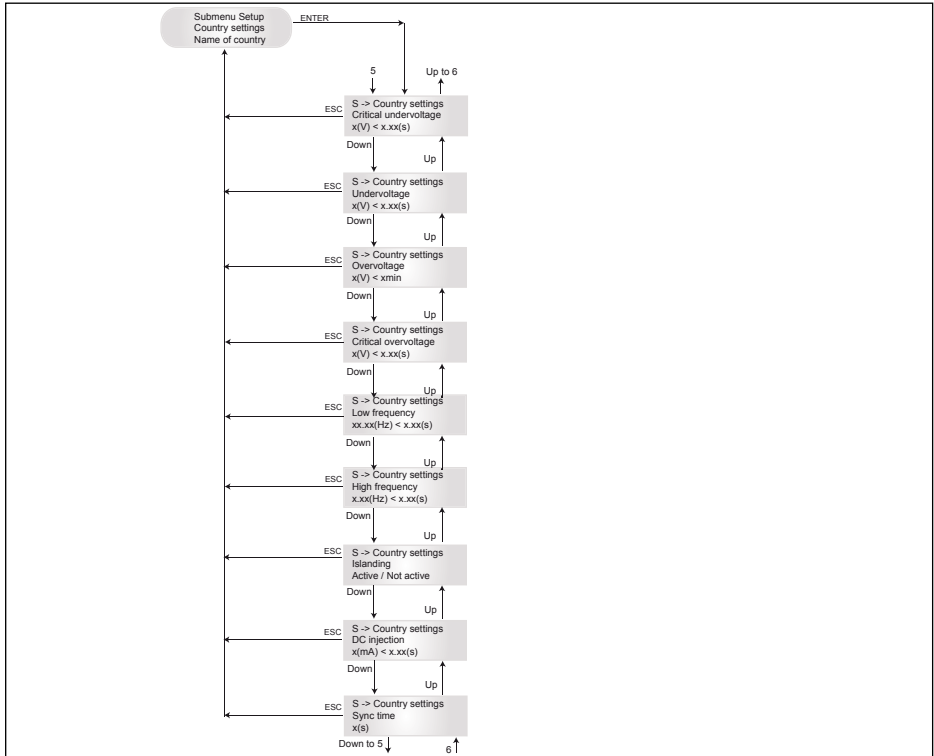 Submenu Setup
Country settings
Name of country
ENTER
5
Up to 6
ESC
S -> Country settings
Critical undervoltage
x(V) < x.xx(s)
Down
Up
ESC
S -> Country settings
Undervoltage
x(V) < x.xx(s)
Down
Up
ESC
S -> Country settings
Overvoltage
x(V) < xmin
Down
Up
ESC
S -> Country settings
Critical overvoltage
x(V) < x.xx(s)
Down
Up
ESC
S -> Country settings
Low frequency
xx.xx(Hz) < x.xx(s)
Down
Up
ESC
S -> Country settings
High frequency
x.xx(Hz) < x.xx(s)
Down
Up
ESC
S -> Country settings
Islanding
Active / Not active
Down
Up
ESC
S -> Country settings
DC injection
x(mA) < x.xx(s)
Down
Up
ESC
S -> Country settings
Sync time
x(s)
Down to 5
6